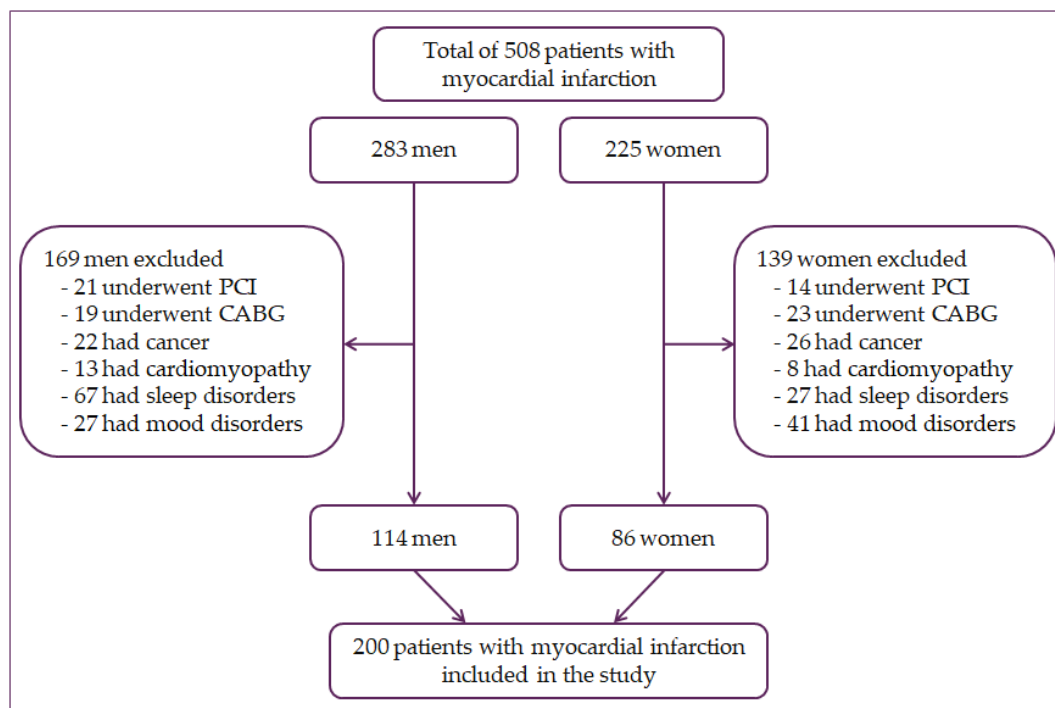 Total of 508 patients with
myocardial infarction
283 men
225 women
169 men excluded
- 21 underwent PCI
- 19 underwent CABG
- 22 had cancer
- 13 had cardiomyopathy
- 67 had sleep disorders
- 27 had mood disorders
139 women excluded
- 14 underwent PCI
- 23 underwent CABG
- 26 had cancer
- 8 had cardiomyopathy
- 27 had sleep disorders
- 41 had mood disorders
114 men
86 women
200 patients with myocardial infarction
included in the study